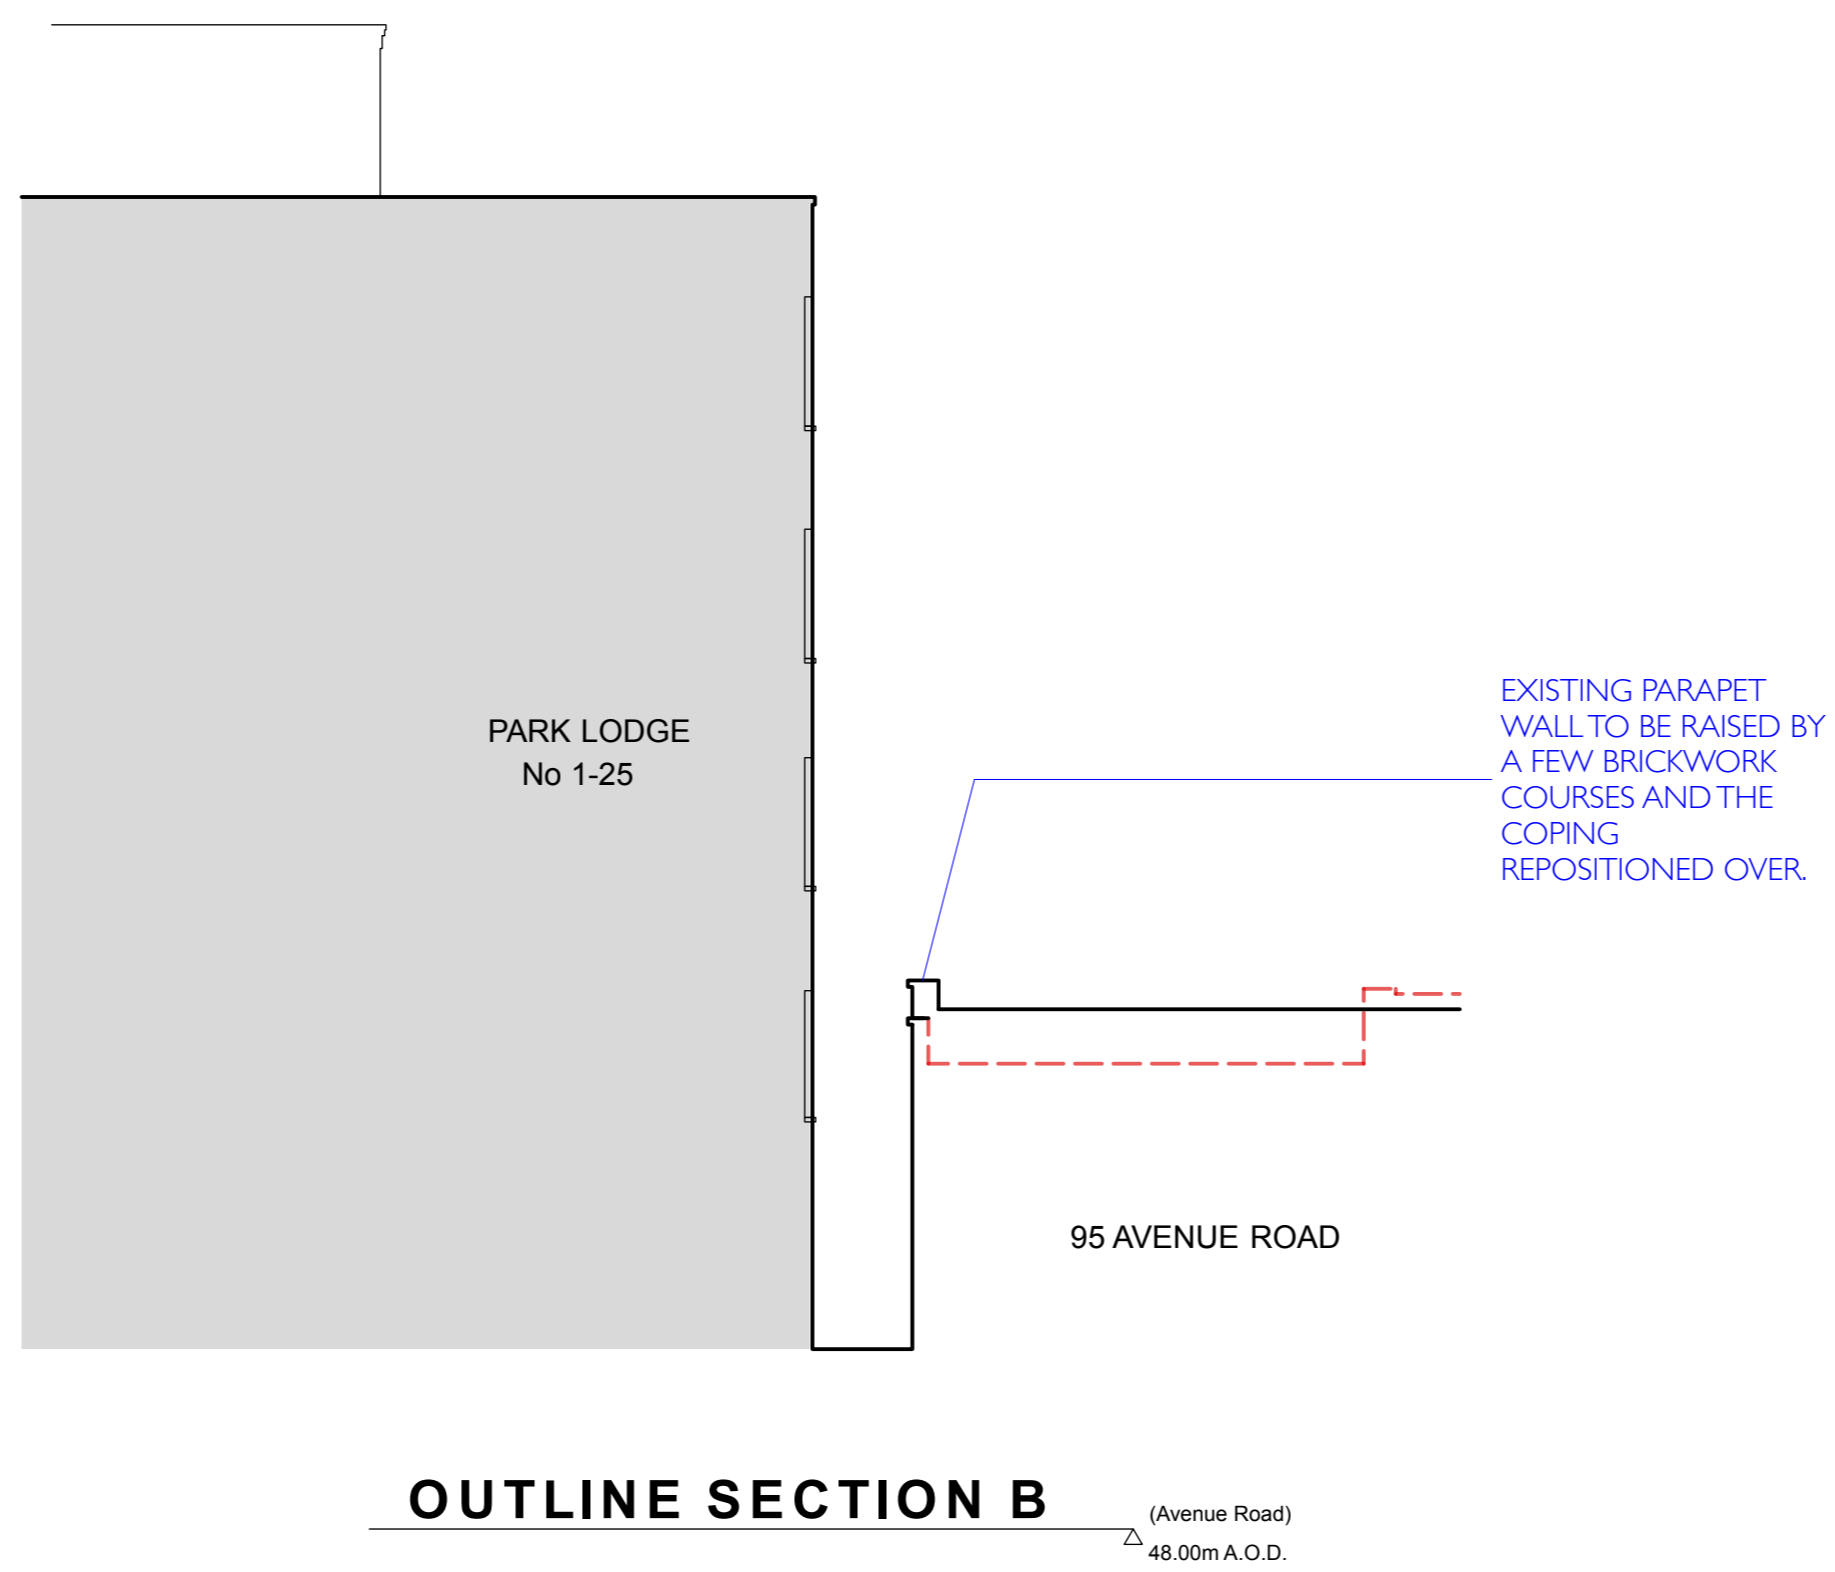 PARK LODGE
No 1-25
EXISTING PARAPET
WALL TO BE RAISED BY
A FEW BRICKWORK
COURSES AND THE
COPING
REPOSITIONED OVER.
95 AVENUE ROAD
OUTLINE SECTION B
(Avenue Road)
48.00m A.O.D.